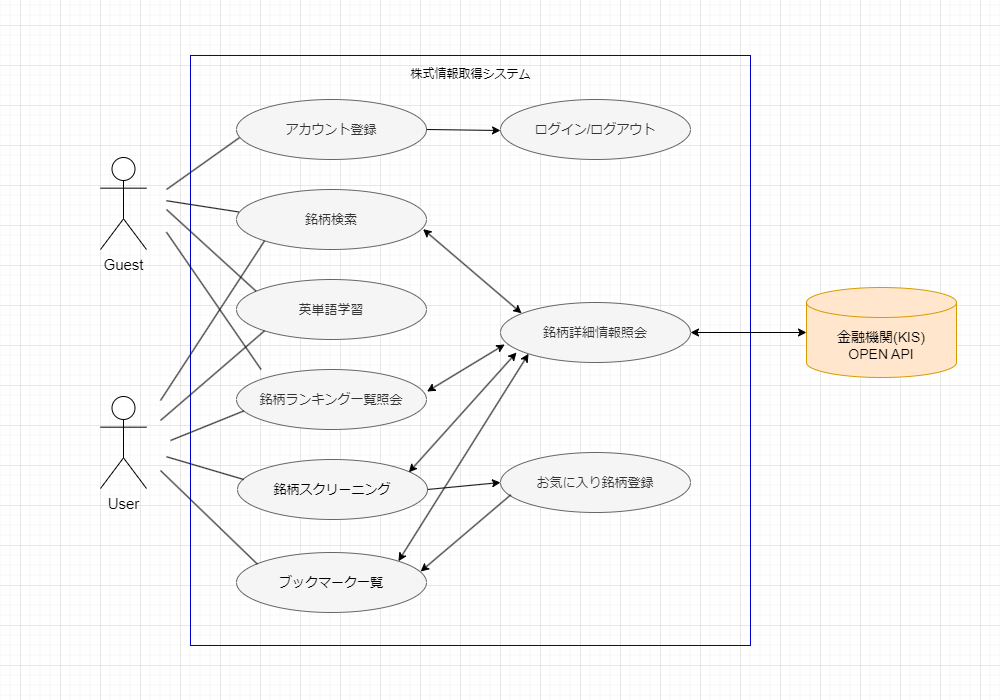 株式情報取得システム
アカウント登録
ログイン/ログアウト
銘柄検索
Guest
英単語学習
銘柄詳細情報照会
金融機関(KIS)
OPEN API
銘柄ランキング一覧照会
銘柄スクリーニング
お気に入り銘柄登録
User
ブックマーク一覧